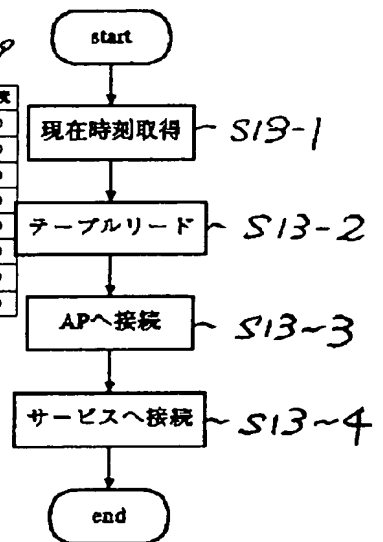 start
現在時刻取得 S13-1
テーブルリード S13-2
APへ接続 S13~3
サービスへ接続 S13~4
end